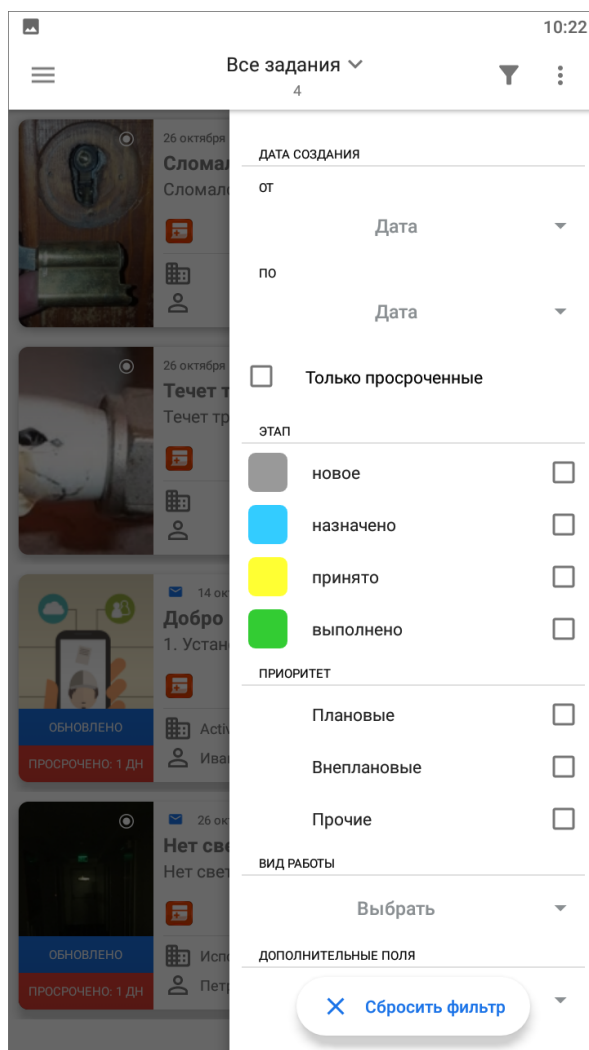 10:22
Все задания
4
26 октября
Сломал
Сломало
26 октября
Течет т
Течет тр
14 ок
Добро
1. Устан
ОБНОВЛЕНО
ПРОСРОЧЕНО: 1 ДН
Activ
Ива
26 ок
Нет све
Нет свет
ОБНОВЛЕНО
ПРОСРОЧЕНО: 1 ДН
Испо
Петр
ДАТА СОЗДАНИЯ
ОТ
Дата
ПО
Дата
Только просроченные
ЭТАП
новое
назначено
принято
выполнено
ПРИОРИТЕТ
Плановые
Внеплановые
Прочие
ВИД РАБОТЫ
Выбрать
ДОПОЛНИТЕЛЬНЫЕ ПОЛЯ
Сбросить фильтр